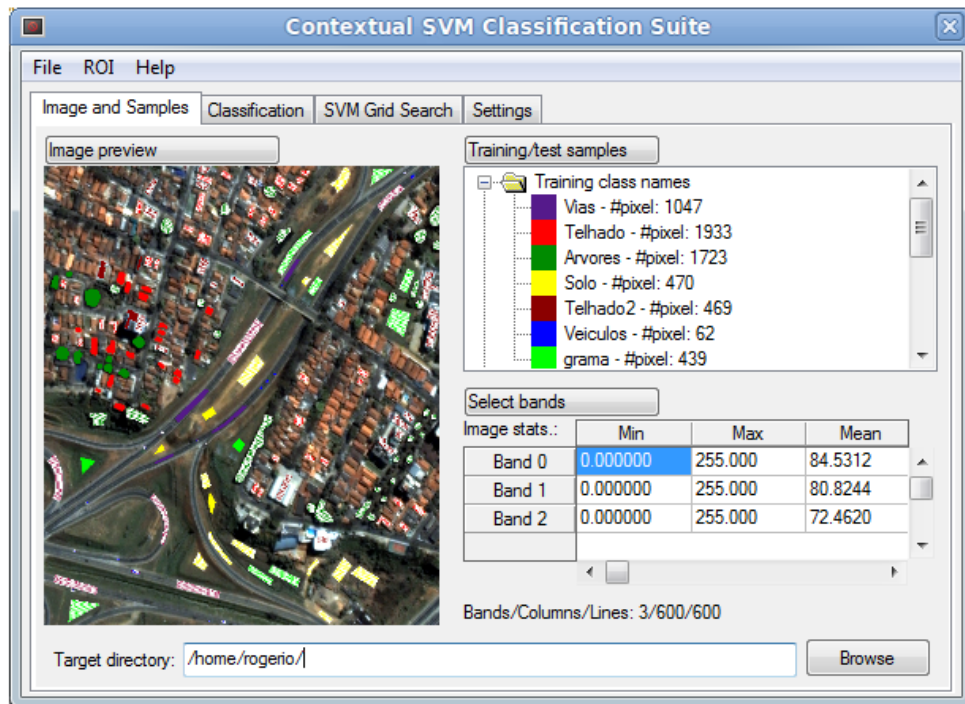 Contextual SVM Classification Suite
File ROI Help
Image and Samples Classification SVM Grid Search Settings
Image preview
Training/test samples
Training class names
Vias - #pixel: 1047
Telhado - #pixel: 1933
Arvores - #pixel: 1723
Solo - #pixel: 470
Telhado2 - #pixel: 469
Veiculos - #pixel: 62
grama - #pixel: 439
Select bands
Image stats.: Min Max Mean
Band 0 0.000000 255.000 84.5312
Band 1 0.000000 255.000 80.8244
Band 2 0.000000 255.000 72.4620
Bands/Columns/Lines: 3/600/600
Target directory: /home/rogerio/ Browse